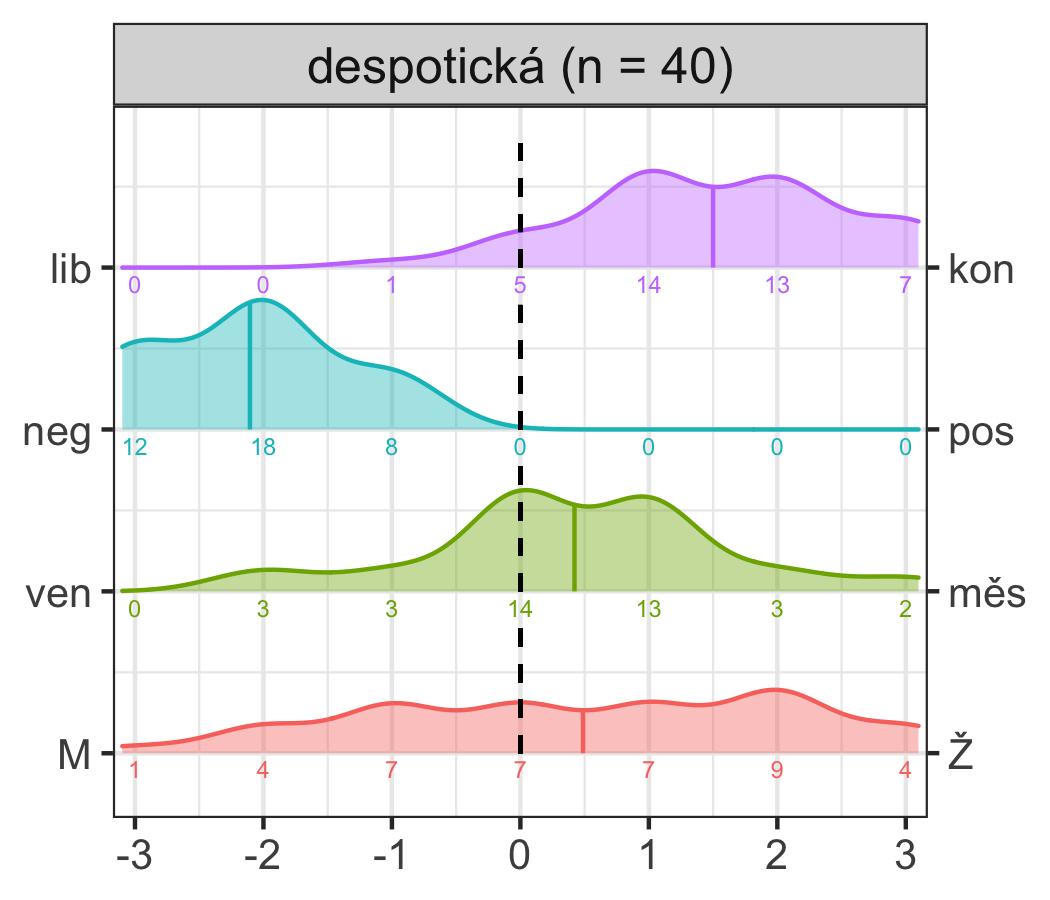 despotická (n = 40)
lib kon
0 0 1 5 14 13 7
neg pos
12 18 8 0 0 0 0
ven měs
0 3 3 14 13 3 2
M Ž
1 4 7 7 7 9 4
-3 -2 -1 0 1 2 3